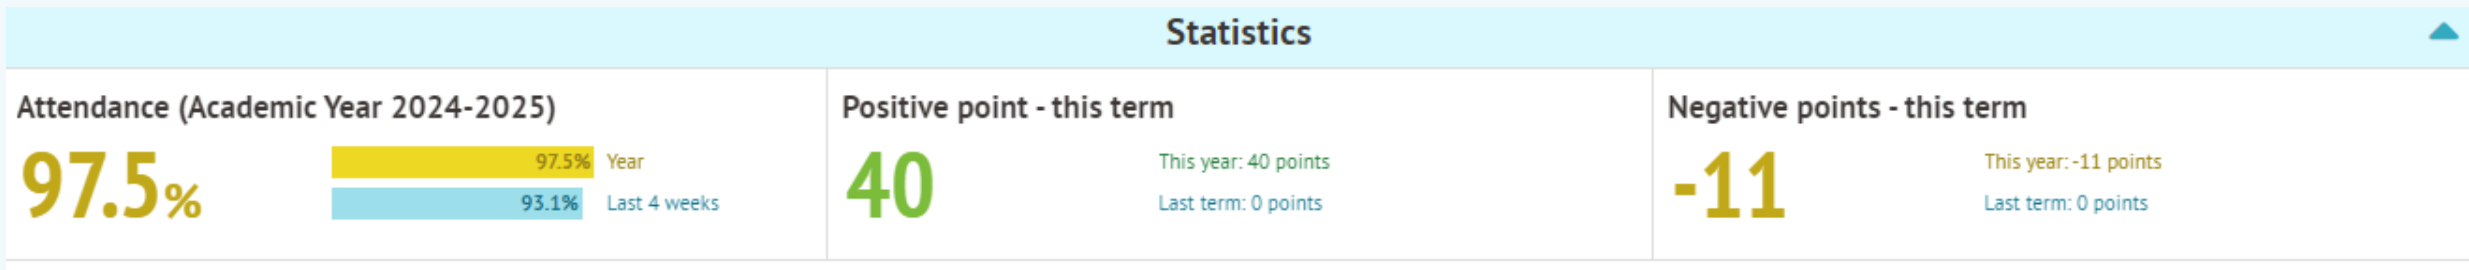 Statistics
Attendance (Academic Year 2024-2025)
97.5%
97.5% Year
93.1% Last 4 weeks
Positive point - this term
40
This year: 40 points
Last term: 0 points
Negative points - this term
-11
This year: -11 points
Last term: 0 points